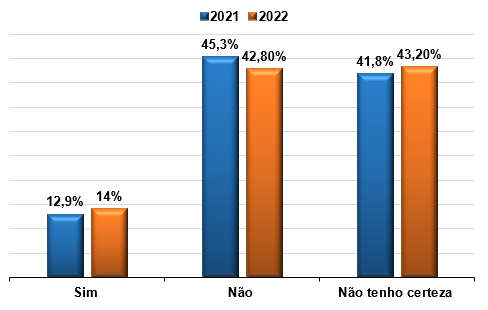 2021 2022
45,3% 42,80% 41,8% 43,20%
12,9% 14%
Sim Não Não tenho certeza